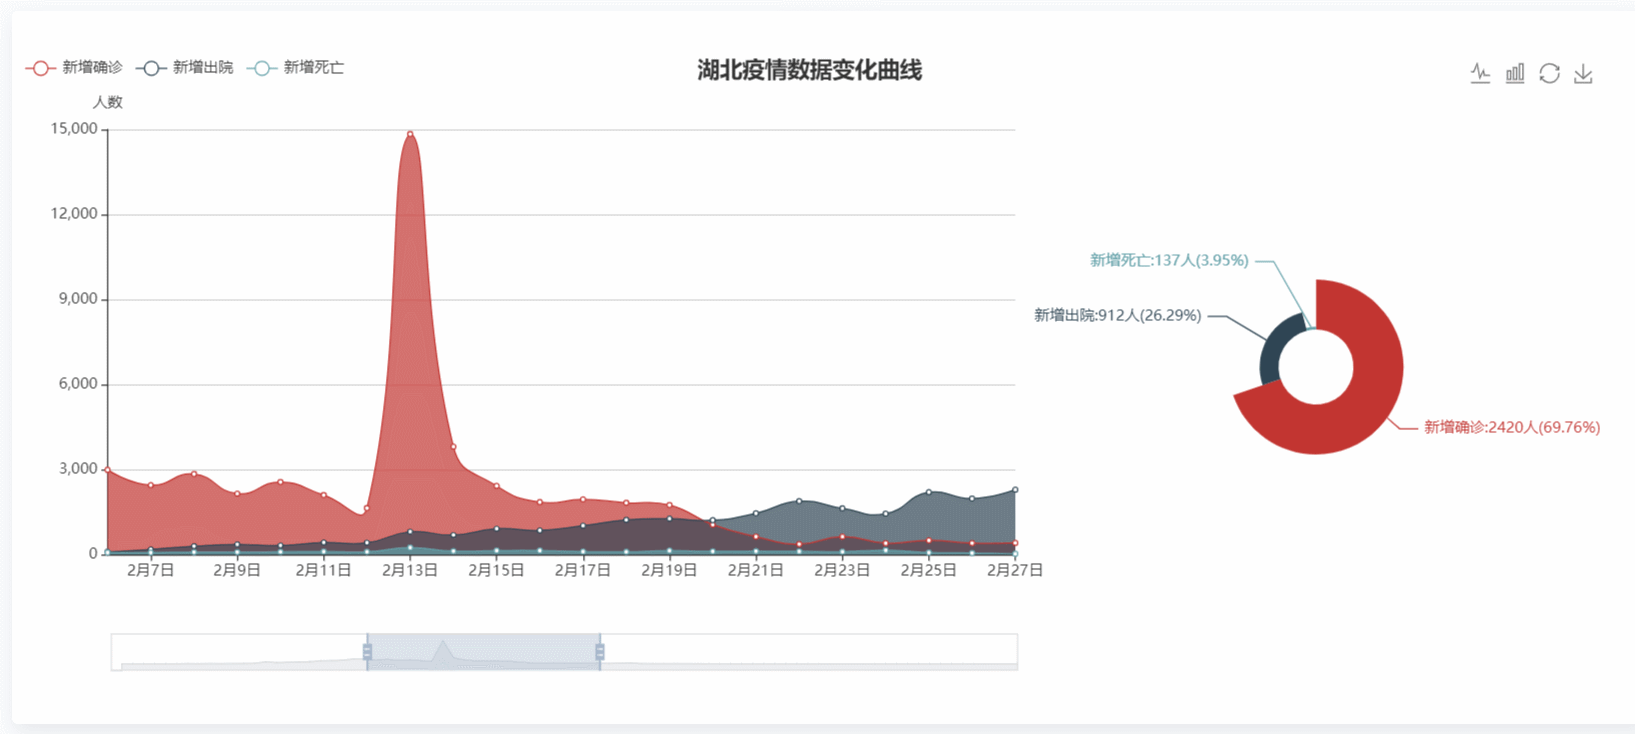 新增确诊 新增出院 新增死亡
湖北疫情数据变化曲线
人数
15,000
12,000
9,000
6,000
3,000
0
2月7日 2月9日 2月11日 2月13日 2月15日 2月17日 2月19日 2月21日 2月23日 2月25日 2月27日
新增死亡:137人(3.95%)
新增出院:912人(26.29%)
新增确诊:2420人(69.76%)